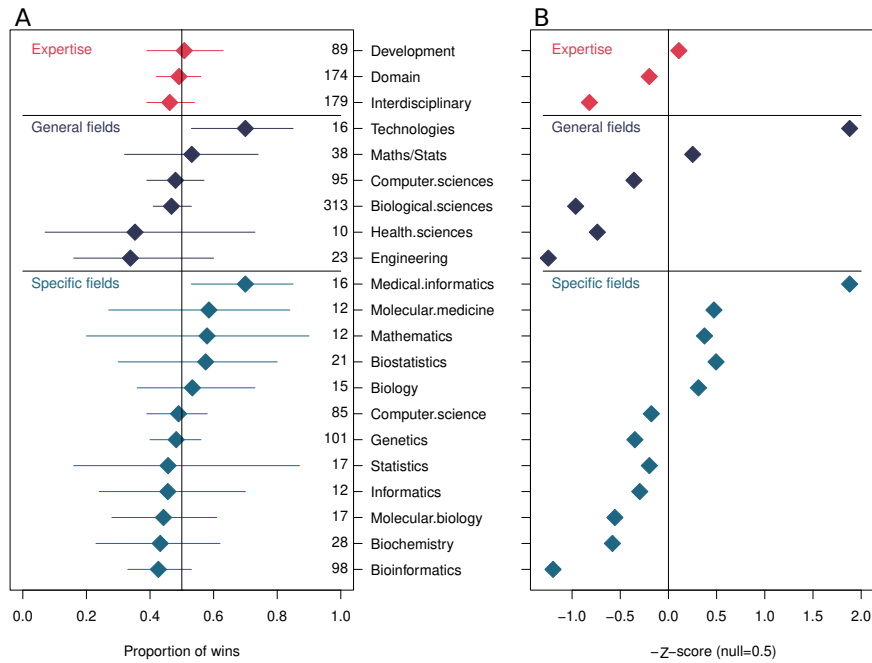 A
B
Expertise
89 Development
174 Domain
179 Interdisciplinary
General fields
General fields
16 Technologies
38 Maths/Stats
95 Computer.sciences
313 Biological.sciences
10 Health.sciences
23 Engineering
Specific fields
Specific fields
16 Medical.informatics
12 Molecular.medicine
12 Mathematics
21 Biostatistics
15 Biology
85 Computer.science
101 Genetics
17 Statistics
12 Informatics
17 Molecular.biology
28 Biochemistry
98 Bioinformatics
0.0 0.2 0.4 0.6 0.8 1.0
Proportion of wins
Expertise
−1.0 −0.5 0.0 0.5 1.0 1.5 2.0
−Z−score (null=0.5)